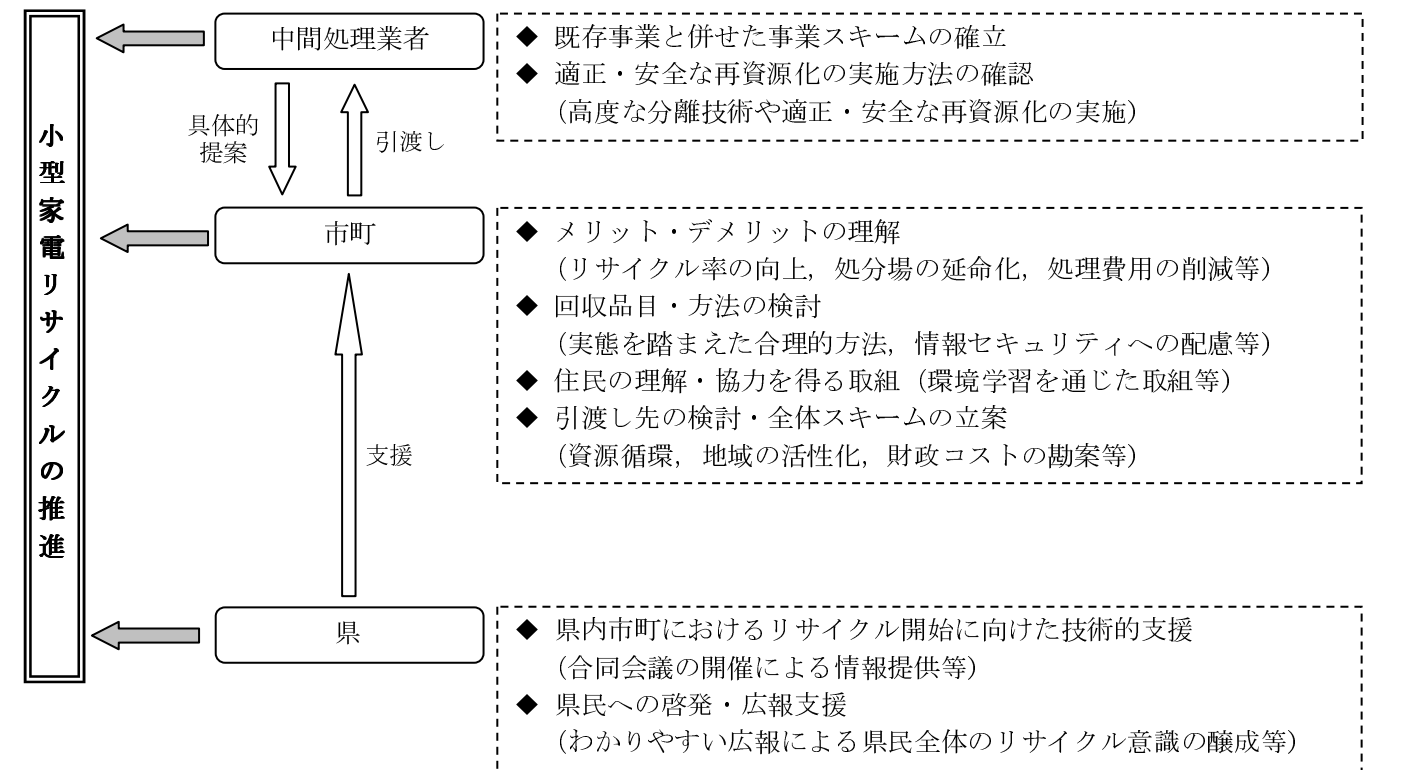 小型家電リサイクルの推進
中間処理業者
◆ 既存事業と併せた事業スキームの確立
◆ 適正・安全な再資源化の実施方法の確認
（高度な分離技術や適正・安全な再資源化の実施）
具体的
提案
引渡し
市町
◆ メリット・デメリットの理解
（リサイクル率の向上，処分場の延命化，処理費用の削減等）
◆ 回収品目・方法の検討
（実態を踏まえた合理的方法，情報セキュリティへの配慮等）
◆ 住民の理解・協力を得る取組（環境学習を通じた取組等）
◆ 引渡し先の検討・全体スキームの立案
（資源循環，地域の活性化，財政コストの勘案等）
支援
県
◆ 県内市町におけるリサイクル開始に向けた技術的支援
（合同会議の開催による情報提供等）
◆ 県民への啓発・広報支援
（わかりやすい広報による県民全体のリサイクル意識の醸成等）